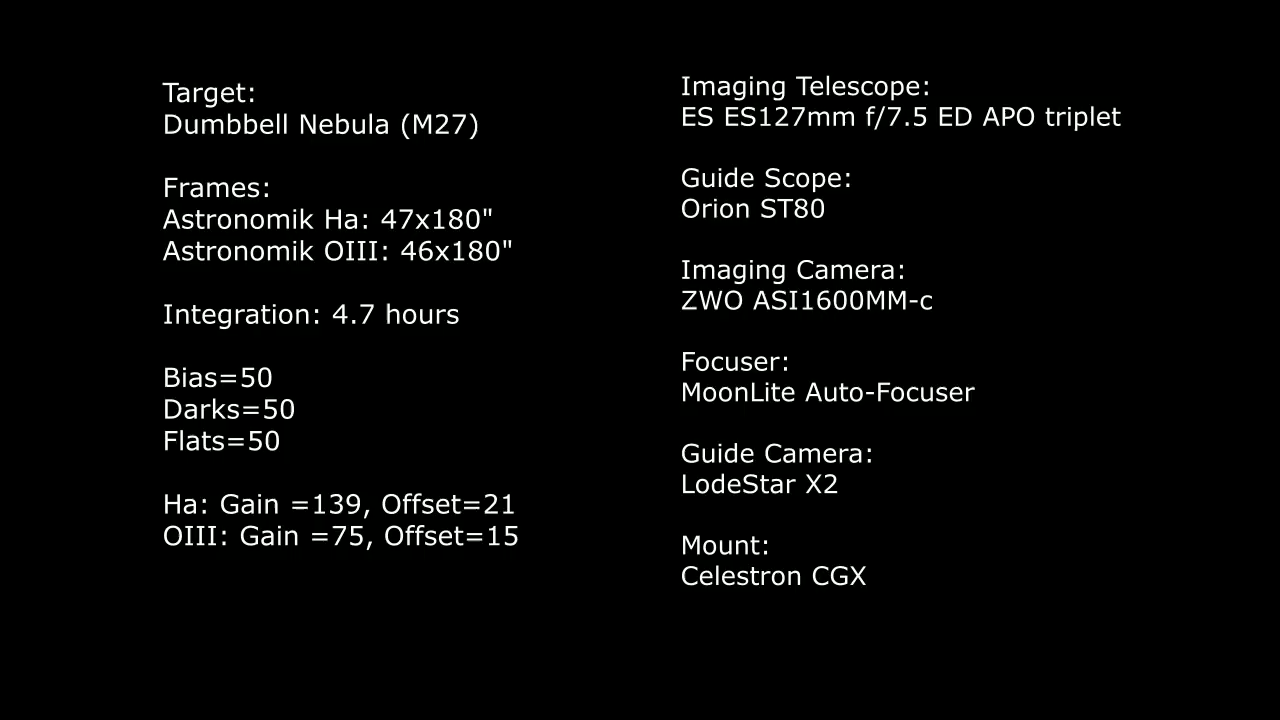 Target:
Dumbbell Nebula (M27)
Frames:
Astronomik Ha: 47x180"
Astronomik OIII: 46x180"
Integration: 4.7 hours
Bias=50
Darks=50
Flats=50
Ha: Gain =139, Offset=21
OIII: Gain =75, Offset=15
Imaging Telescope:
ES ES127mm f/7.5 ED APO triplet
Guide Scope:
Orion ST80
Imaging Camera:
ZWO ASI1600MM-c
Focuser:
MoonLite Auto-Focuser
Guide Camera:
LodeStar X2
Mount:
Celestron CGX